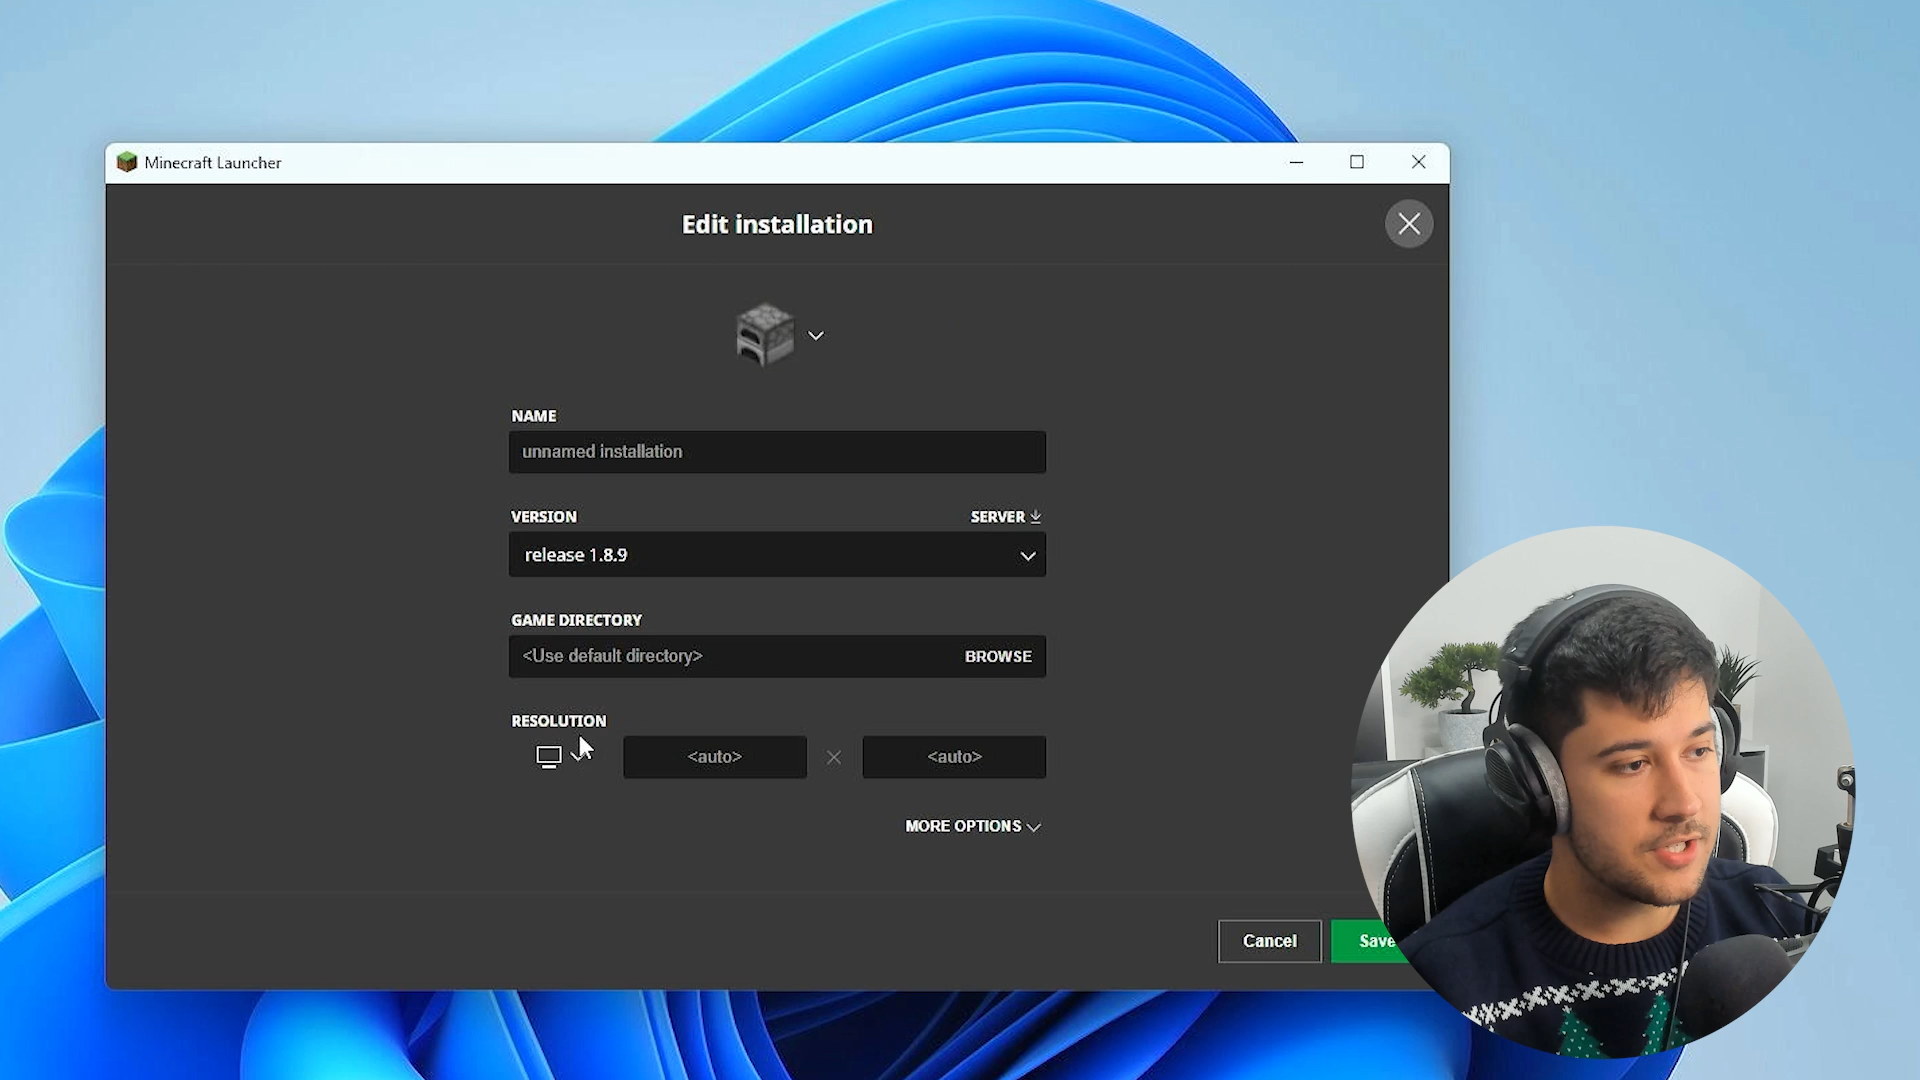 Minecraft Launcher
Edit installation
NAME
unnamed installation
VERSION
SERVER
release 1.8.9
GAME DIRECTORY
<Use default directory>
BROWSE
RESOLUTION
<auto>
<auto>
MORE OPTIONS
Cancel
Save